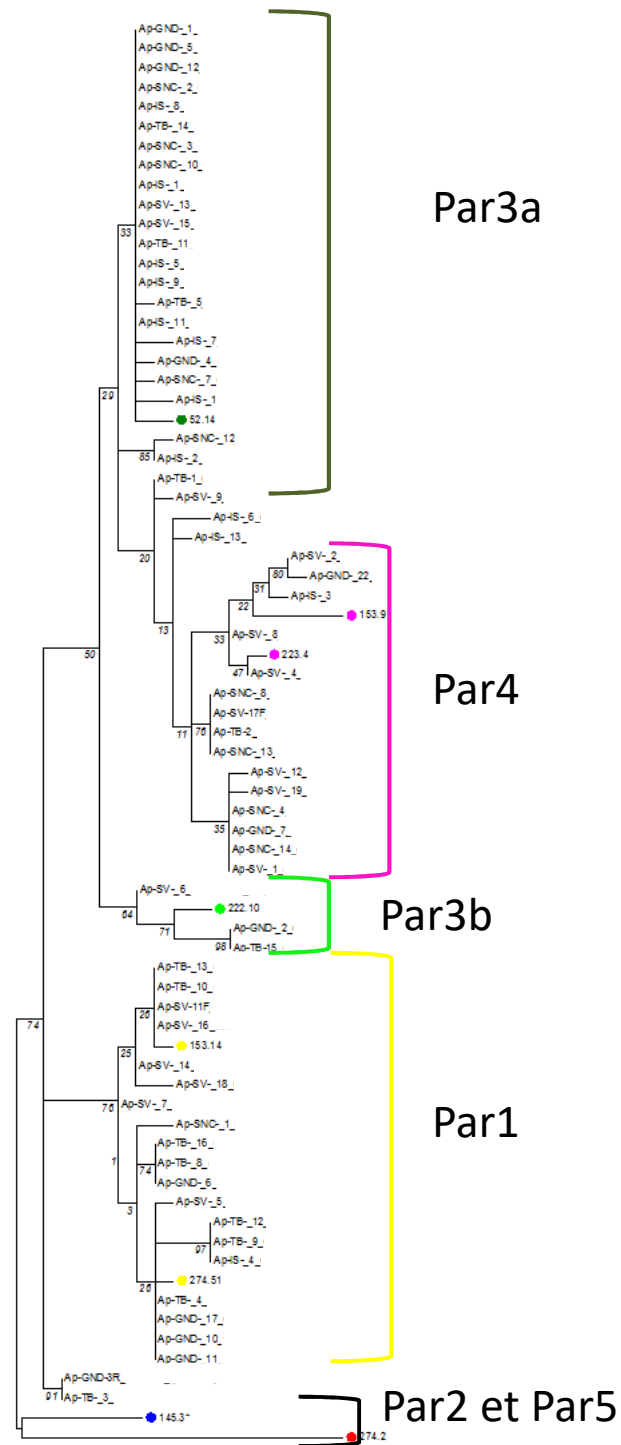 Ap-GND-_1_
Ap-GND-_5_
Ap-GND-_12_
Ap-SNC-_2_
Ap-IS-_8_
Ap-TB-_14_
Ap-SNC-_3_
Ap-SNC-_10_
Ap-IS-_1_
Ap-SV-_13_
Ap-SV-_15_
33
Ap-TB-_11_
Ap-IS-_5_
Ap-IS-_9_
Ap-TB-_5_
Ap-IS-_11_
Ap-IS-_7_
Ap-GND-_4_
Ap-SNC-_7_
Ap-IS-_1
52.14
Par3a
29
Ap-SNC-_12
Ap-IS-_2_
85
Ap-TB-1_
Ap-SV-_9_
Ap-IS-_6_
Ap-IS-_13_
20
Ap-SV-_2_
Ap-GND-_22_
80
Ap-IS-_3
31
153.9
22
Ap-SV-_8
33
223.4
Ap-SV-_4_
47
13
Ap-SNC-_8_
Ap-SV-17F
Ap-TB-2_
76
Ap-SNC-_13_
11
Ap-SV-_12_
Ap-SV-_19_
Ap-SNC-_4_
Ap-GND-_7_
35
Ap-SNC-_14_
Ap-SV-_1_
Par4
50
Ap-SV-_6_
64
222.10
71
Ap-GND-_2_
Ap-TB-15_
98
Par3b
74
Ap-TB-_13_
Ap-TB-_10_
Ap-SV-11F
26
Ap-SV-_16_
153.14
25
Ap-SV-_14_
Ap-SV-_18_
76
Ap-SV-_7_
Ap-SNC-_1_
1
Ap-TB-_16_
Ap-TB-_8_
74
Ap-GND-_6_
3
Ap-SV-_5_
Ap-TB-_12_
Ap-TB-_9_
97
Ap-IS-_4_
274.51
26
Ap-TB-_4_
Ap-GND-_17_
Ap-GND-_10_
Ap-GND-_11_
Par1
Ap-GND-3R_
Ap-TB-_3_
91
145.3*
274.2
Par2 et Par5